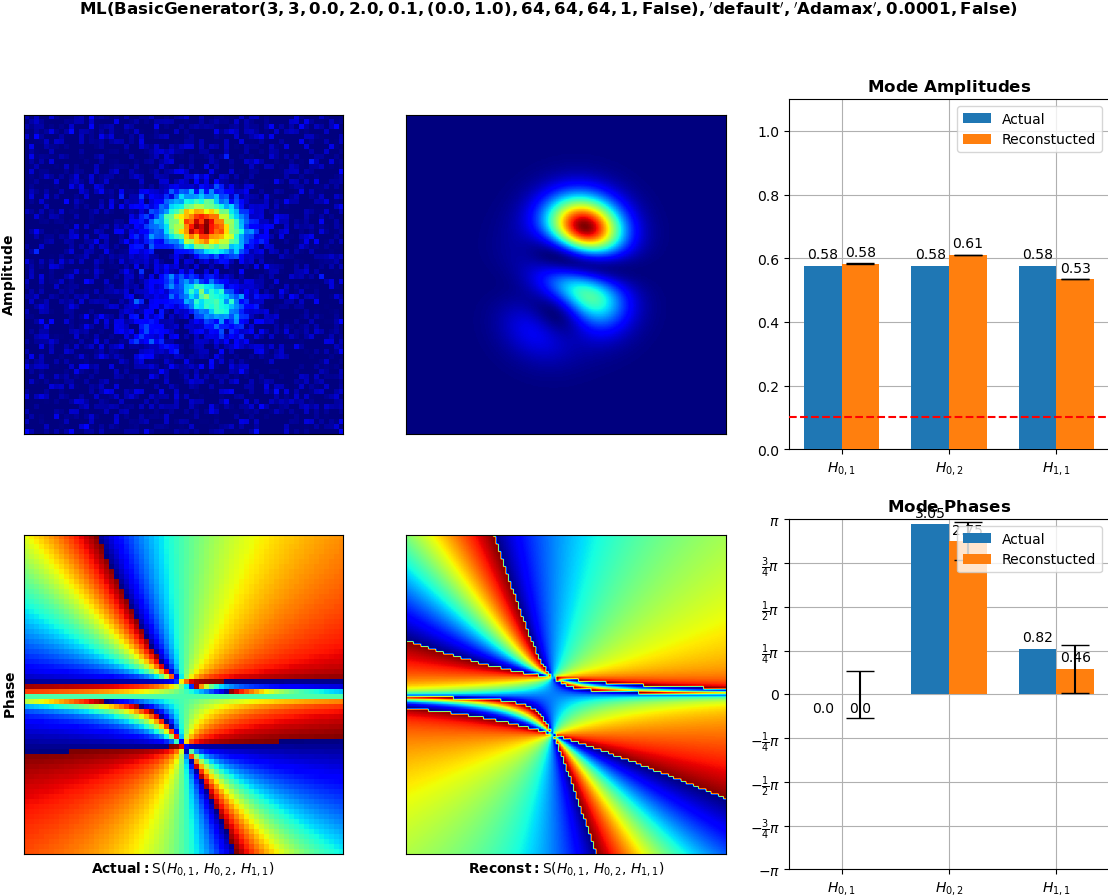 ML(BasicGenerator(3, 3, 0.0, 2.0, 0.1, (0.0, 1.0), 64, 64, 64, 1, False), 'default', 'Adamax', 0.0001, False)
Mode Amplitudes
Amplitude
1.0
0.8
0.6
0.4
0.2
0.0
Actual
Reconstucted
0.58 0.58 0.58 0.61 0.58 0.53
H0,1 H0,2 H1,1
Mode Phases
Phase
π
3/4π
1/2π
1/4π
0
−1/4π
−1/2π
−3/4π
−π
Actual
Reconstucted
0.0 0.0 3.05 2.75 0.82 0.46
H0,1 H0,2 H1,1
Actual: S(H0,1, H0,2, H1,1)
Reconst: S(H0,1, H0,2, H1,1)